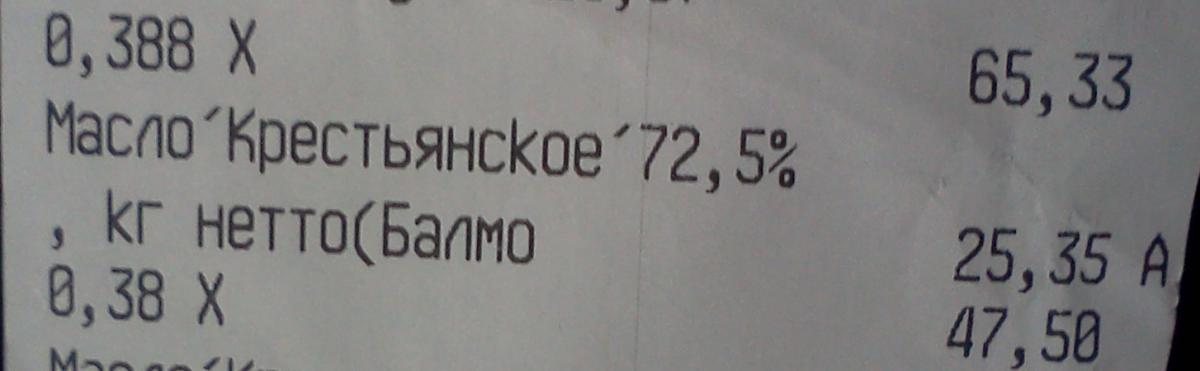 0,388 X 65,33
Масло´Крестьянское´72,5%
, кг нетто(Балмо 25,35 А
0,38 X 47,50